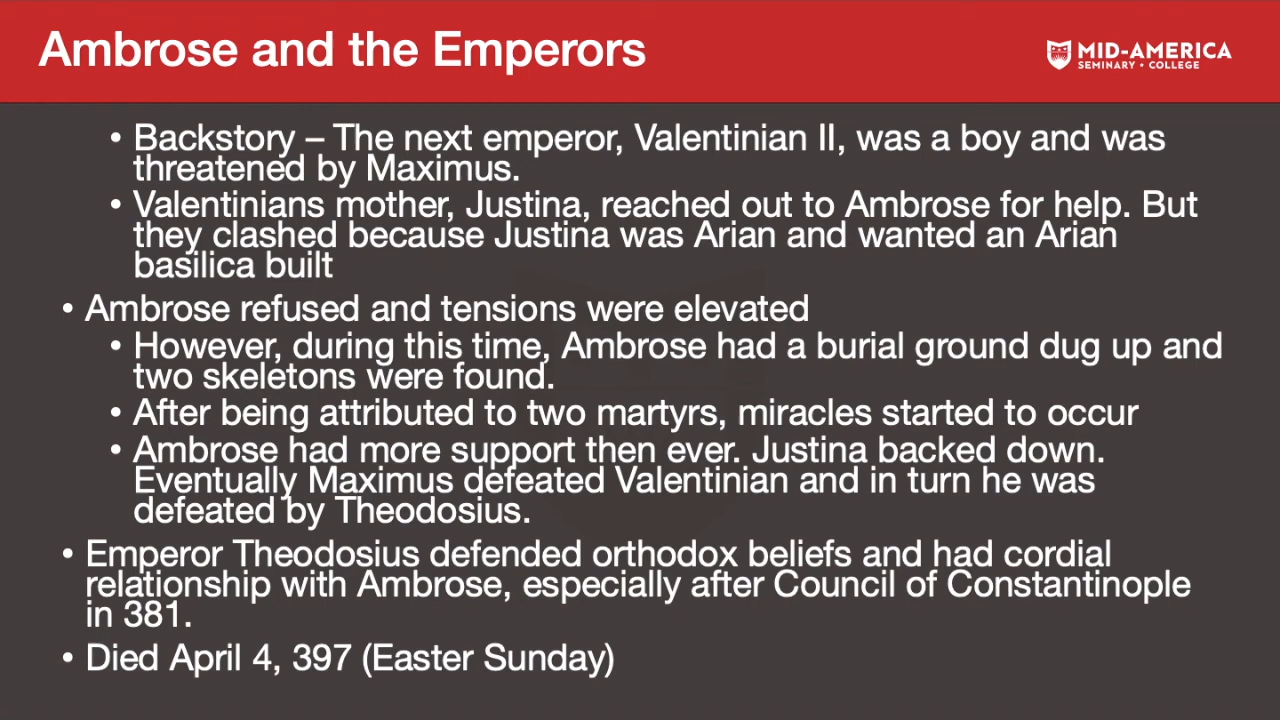 Ambrose and the Emperors
MID-AMERICA
SEMINARY • COLLEGE
• Backstory – The next emperor, Valentinian II, was a boy and was
threatened by Maximus.
• Valentinians mother, Justina, reached out to Ambrose for help. But
they clashed because Justina was Arian and wanted an Arian
basilica built
• Ambrose refused and tensions were elevated
• However, during this time, Ambrose had a burial ground dug up and
two skeletons were found.
• After being attributed to two martyrs, miracles started to occur
• Ambrose had more support then ever. Justina backed down.
Eventually Maximus defeated Valentinian and in turn he was
defeated by Theodosius.
• Emperor Theodosius defended orthodox beliefs and had cordial
relationship with Ambrose, especially after Council of Constantinople
in 381.
• Died April 4, 397 (Easter Sunday)